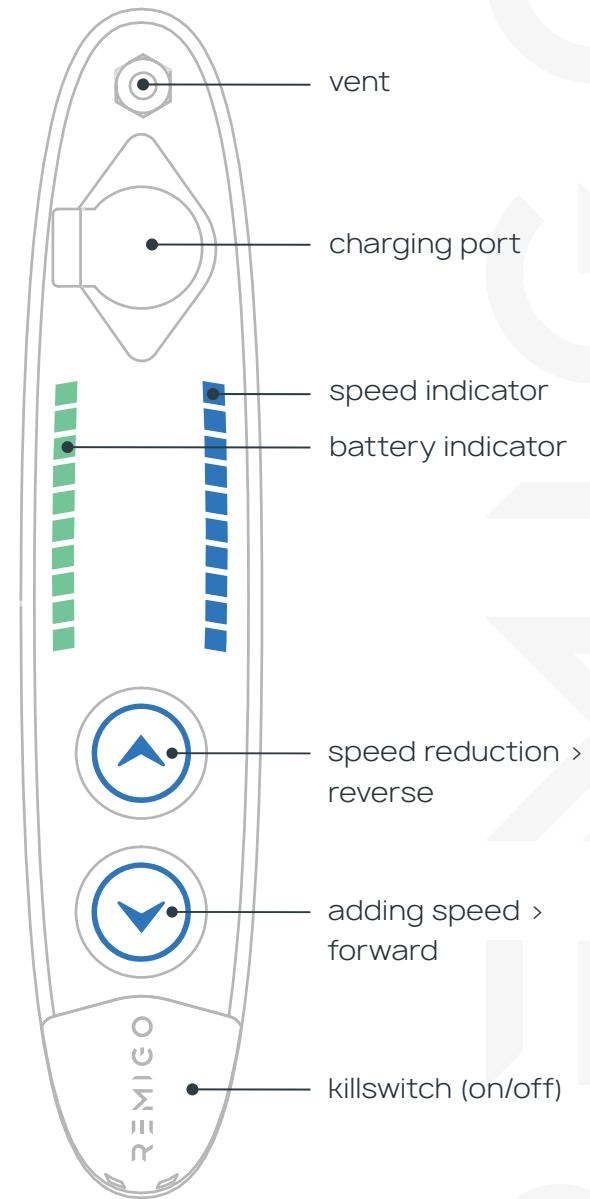 vent
charging port
speed indicator
battery indicator
speed reduction >
reverse
adding speed >
forward
killswitch (on/off)
REMIGO